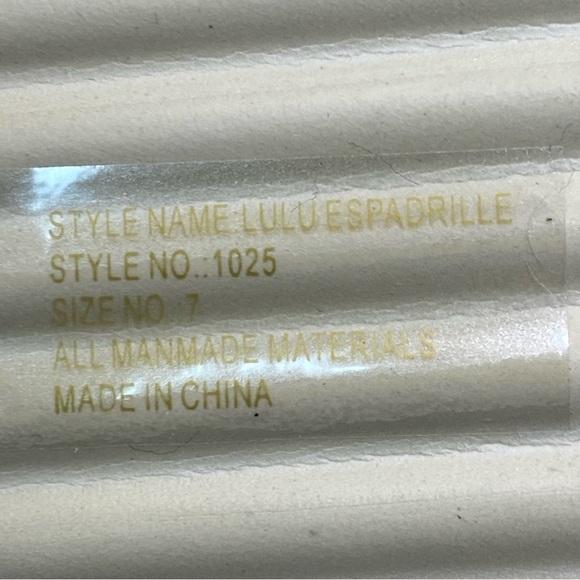 STYLE NAME:LULU ESPADRILLE
STYLE NO.:1025
SIZE NO.:7
ALL MANMADE MATERIALS
MADE IN CHINA